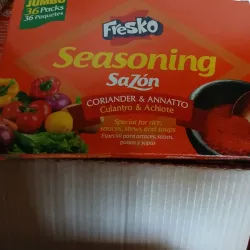 JUMBO
36 Packs
36 Paquetes
FresKo
Seasoning
SaZón
CORIANDER & ANNATTO
Culantro & Achiote
Special for rice,
sauces, stews and soups
Especial para arroces, salsas,
guisos y sopas